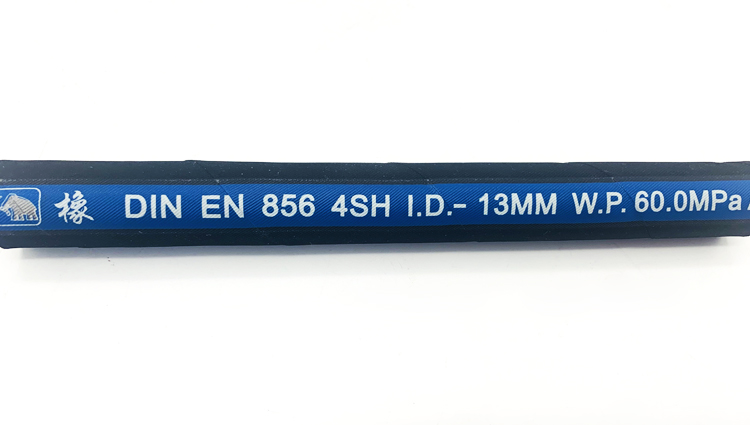 橡 DIN EN 856 4SH I.D.- 13MM W.P. 60.0MPa